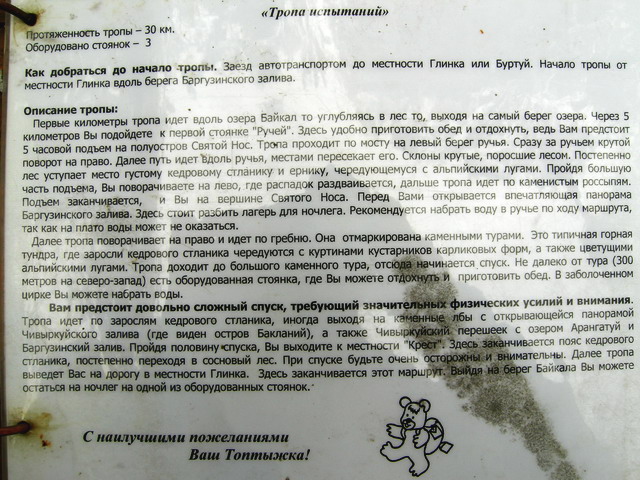 «Тропа испытаний»
Протяженность тропы – 30 км.
Оборудовано стоянок – 3
Как добраться до начало тропы. Заезд автотранспортом до местности Глинка или Буртуй. Начало тропы от
местности Глинка вдоль берега Баргузинского залива.
Описание тропы:
Первые километры тропа идет вдоль озера Байкал то углубляясь в лес то, выходя на самый берег озера. Через 5
километров Вы подойдете к первой стоянке "Ручей". Здесь удобно приготовить обед и отдохнуть, ведь Вам предстоит
5 часовой подъем на полуостров Святой Нос. Тропа проходит по мосту на левый берег ручья. Сразу за ручьем крутой
поворот на право. Далее путь идет вдоль ручья, местами пересекает его. Склоны крутые, поросшие лесом. Постепенно
лес уступает место густому кедровому стланику и ернику, чередующемуся с альпийскими лугами. Пройдя большую
часть подъема, Вы поворачиваете на лево, где распадок раздваивается, дальше тропа идет по каменистым россыпям.
Подъем заканчивается, и Вы на вершине Святого Носа. Перед Вами открывается впечатляющая панорама
Баргузинского залива. Здесь стоит разбить лагерь для ночлега. Рекомендуется набрать воду в ручье по ходу маршрута,
так как на плато воды может не оказаться.
Далее тропа поворачивает на право и идет по гребню. Она отмаркирована каменными турами. Это типичная горная
тундра, где заросли кедрового стланика чередуются с куртинами кустарников карликовых форм, а также цветущими
альпийскими лугами. Тропа доходит до большого каменного тура, отсюда начинается спуск. Не далеко от тура (300
метров на северо-запад) есть оборудованная стоянка, где Вы можете отдохнуть и приготовить обед. В заболоченном
цирке Вы можете набрать воды.
Вам предстоит довольно сложный спуск, требующий значительных физических усилий и внимания.
Тропа идет по зарослям кедрового стланика, иногда выходя на каменные лбы с открывающейся панорамой
Чивыркуйского залива (где виден остров Бакланий), а также Чивыркуйский перешеек с озером Арангатуй и
Баргузинский залив. Пройдя половину спуска, Вы выходите к местности "Крест". Здесь заканчивается пояс кедрового
стланика, постепенно переходя в сосновый лес. При спуске будьте очень осторожны и внимательны. Далее тропа
выведет Вас на дорогу в местности Глинка. Здесь заканчивается этот маршрут. Выйдя на берег Байкала Вы можете
остаться на ночлег на одной из оборудованных стоянок.
С наилучшими пожеланиями
Ваш Топтыжка!